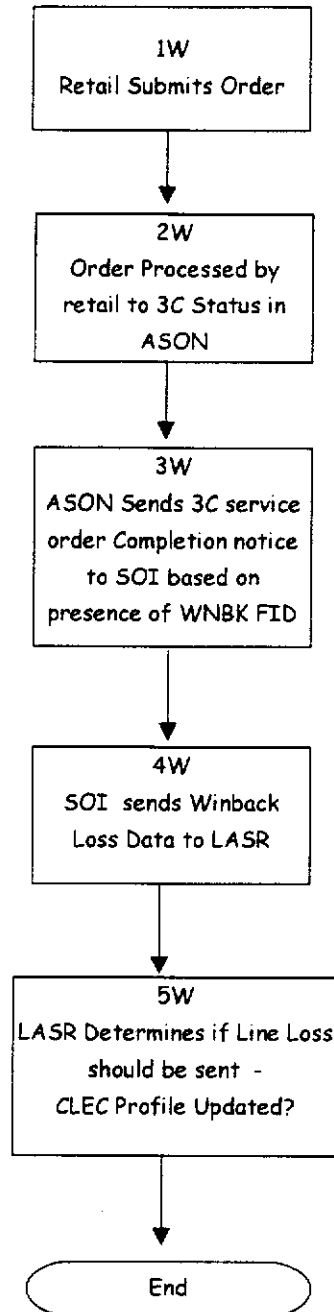 1W
Retail Submits Order
2W
Order Processed by
retail to 3C Status in
ASON
3W
ASON Sends 3C service
order Completion notice
to SOI based on
presence of WNBK FID
4W
SOI sends Winback
Loss Data to LASR
5W
LASR Determines if Line Loss
should be sent -
CLEC Profile Updated?
End